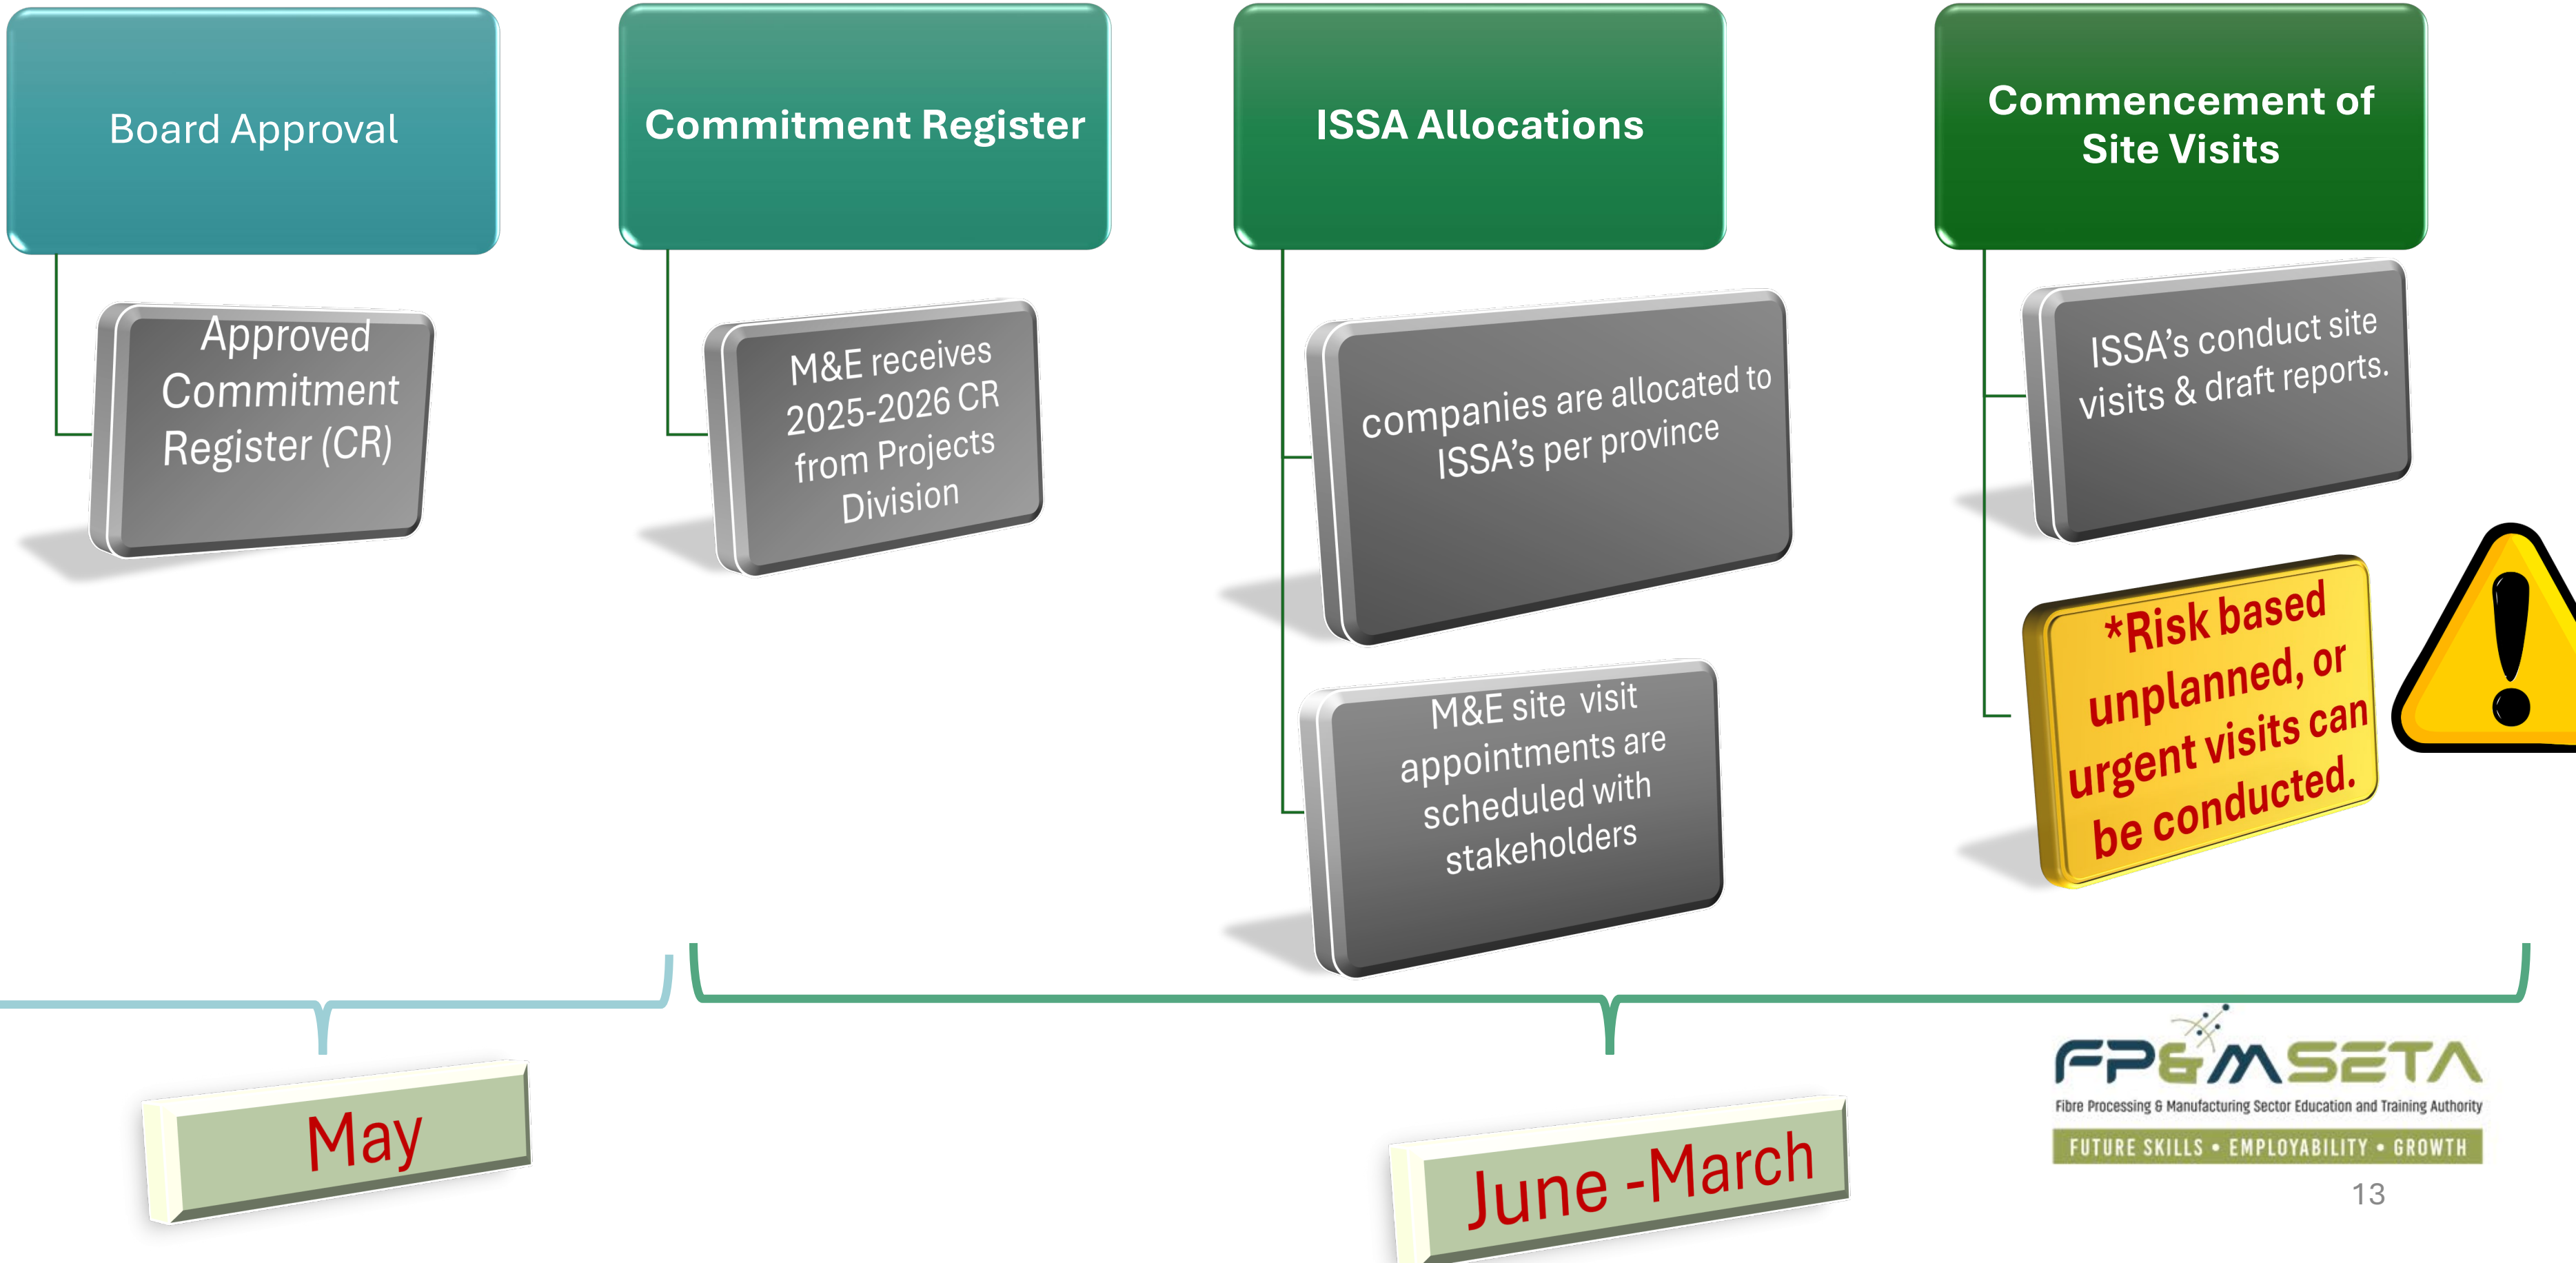 Board Approval
Approved
Commitment
Register (CR)
Commitment Register
M&E receives
2025-2026 CR
from Projects
Division
ISSA Allocations
companies are allocated to
ISSA’s per province
M&E site  visit
appointments are
scheduled with
stakeholders
Commencement of
Site Visits
ISSA’s conduct site
visits & draft reports.
*Risk based
unplanned, or
urgent visits can
be conducted.
May
June -March
FP&MSETA
Fibre Processing & Manufacturing Sector Education and Training Authority
FUTURE SKILLS • EMPLOYABILITY • GROWTH
13